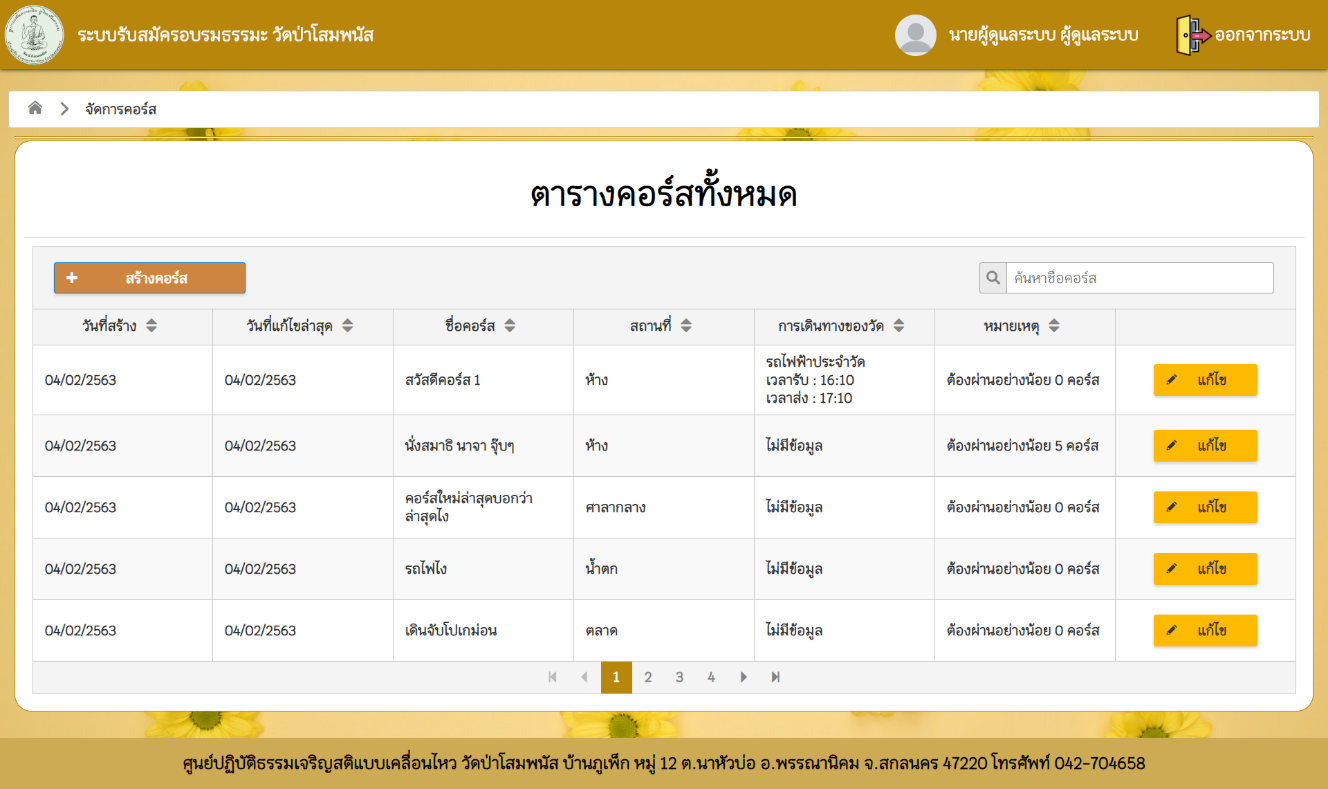 ระบบรับสมัครอบรมธรรมะ วัดป่าโสมพนัส
นายผู้ดูแลระบบ ผู้ดูแลระบบ
ออกจากระบบ
จัดการคอร์ส
ตารางคอร์สทั้งหมด
สร้างคอร์ส
ค้นหาชื่อคอร์ส
วันที่สร้าง วันที่แก้ไขล่าสุด ชื่อคอร์ส สถานที่ การเดินทางของวัด หมายเหตุ
04/02/2563 04/02/2563 สวัสดีคอร์ส 1 ห้าง รถไฟฟ้าประจำวัด
เวลารับ : 16:10
เวลาส่ง : 17:10
ต้องผ่านอย่างน้อย 0 คอร์ส แก้ไข
04/02/2563 04/02/2563 นั่งสมาธิ นาจา จุ๊บๆ ห้าง ไม่มีข้อมูล ต้องผ่านอย่างน้อย 5 คอร์ส แก้ไข
04/02/2563 04/02/2563 คอร์สใหม่ล่าสุดบอกว่า
ล่าสุดไง
ศาลากลาง ไม่มีข้อมูล ต้องผ่านอย่างน้อย 0 คอร์ส แก้ไข
04/02/2563 04/02/2563 รถไฟไง น้ำตก ไม่มีข้อมูล ต้องผ่านอย่างน้อย 0 คอร์ส แก้ไข
04/02/2563 04/02/2563 เดินจับโปเกม่อน ตลาด ไม่มีข้อมูล ต้องผ่านอย่างน้อย 0 คอร์ส แก้ไข
1 2 3 4
ศูนย์ปฏิบัติธรรมเจริญสติแบบเคลื่อนไหว วัดป่าโสมพนัส บ้านภูเพ็ก หมู่ 12 ต.นาหัวบ่อ อ.พรรณานิคม จ.สกลนคร 47220 โทรศัพท์ 042-704658